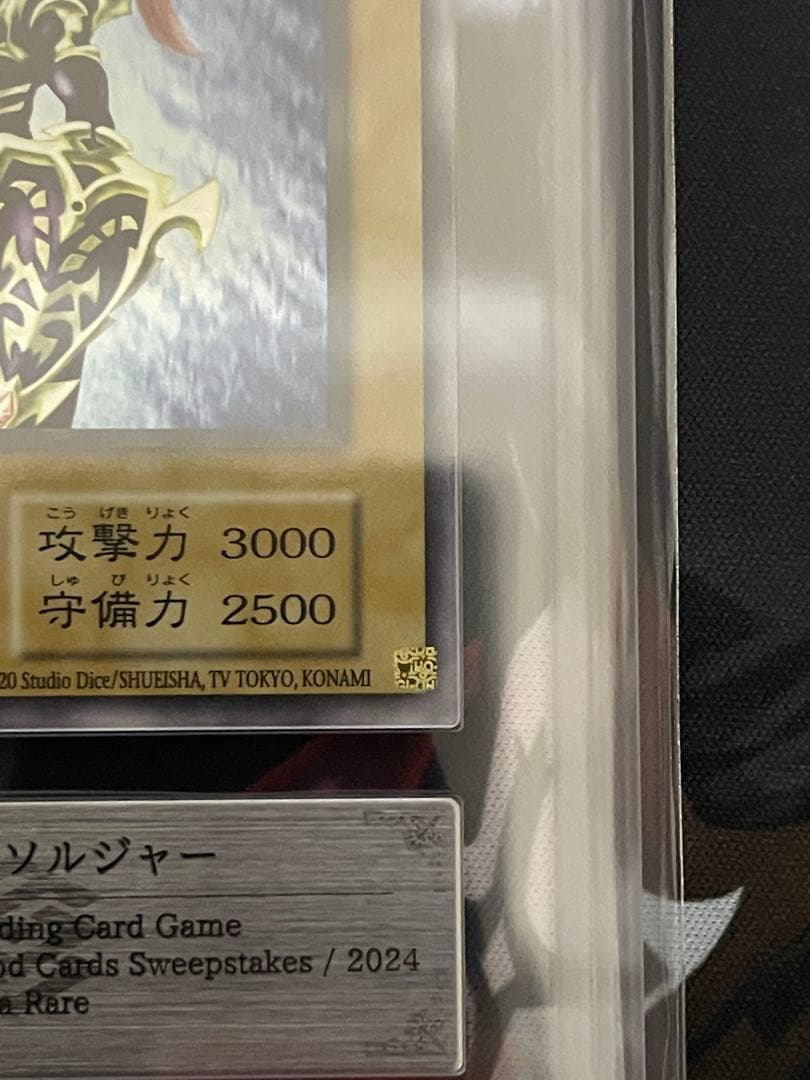 こう げき りょく
攻撃力 3000
しゅ び りょく
守備力 2500
20 Studio Dice/SHUEISHA, TV TOKYO, KONAMI
ソルジャー
ding Card Game
od Cards Sweepstakes / 2024
a Rare